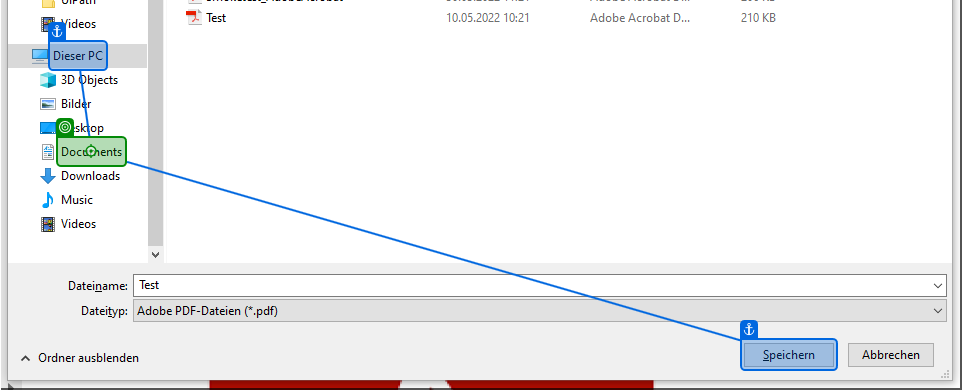 UiPath
Videos
Test 10.05.2022 10:21 Adobe Acrobat D... 210 KB
Dieser PC
3D Objects
Bilder
Desktop
Documents
Downloads
Music
Videos
Dateiname: Test
Dateityp: Adobe PDF-Dateien (*.pdf)
Ordner ausblenden
Speichern
Abbrechen